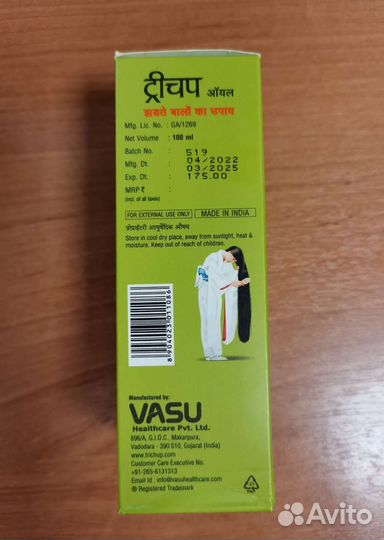 ट्रीचप ऑयल
झड़ते बालों का उपाय
Mfg. Lic. No. : GA/1269
Net Volume : 100 ml
Batch No. : 519
Mfg. Dt. : 04/2022
Exp. Dt. : 03/2025
MRP ₹ : 175.00
(Incl. of all taxes)
FOR EXTERNAL USE ONLY MADE IN INDIA
प्रोप्राईटरी आयुर्वेदिक औषध
Store in cool dry place, away from sunlight, heat &
moisture. Keep out of reach of children.
8904023011086
Manufactured by:
VASU
Healthcare Pvt. Ltd.
896/A, G.I.D.C. Makarpura,
Vadodara - 390 010, Gujarat (India)
www.trichup.com
Customer Care Executive No.
+91-265-6131313
Email Id : info@vasuhealthcare.com
® Registered Trademark
Avito